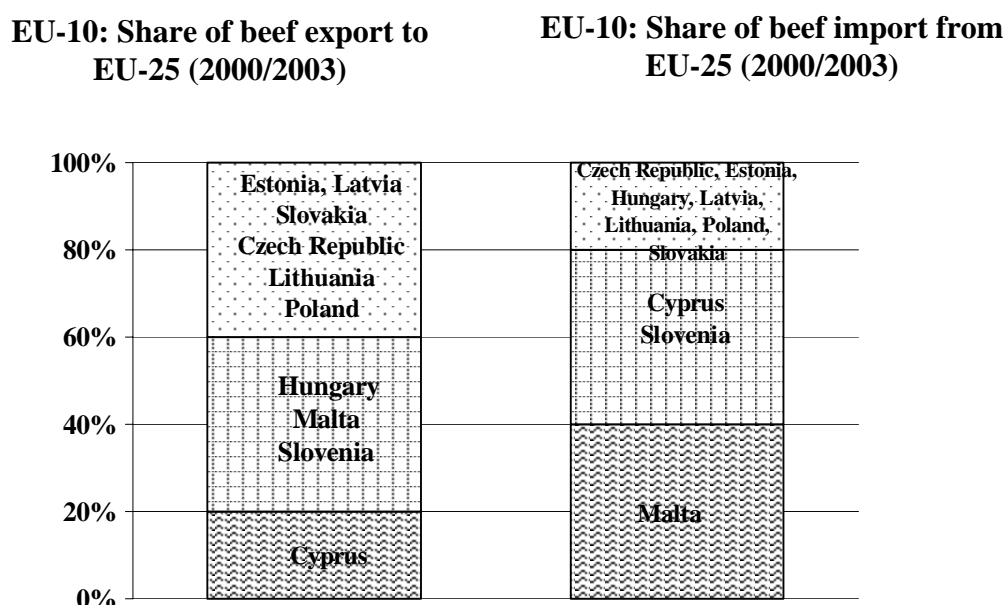 EU-10: Share of beef export to
EU-25 (2000/2003)
EU-10: Share of beef import from
EU-25 (2000/2003)
100%
80%
60%
40%
20%
0%
Estonia, Latvia
Slovakia
Czech Republic
Lithuania
Poland
Hungary
Malta
Slovenia
Cyprus
Czech Republic, Estonia,
Hungary, Latvia,
Lithuania, Poland,
Slovakia
Cyprus
Slovenia
Malta